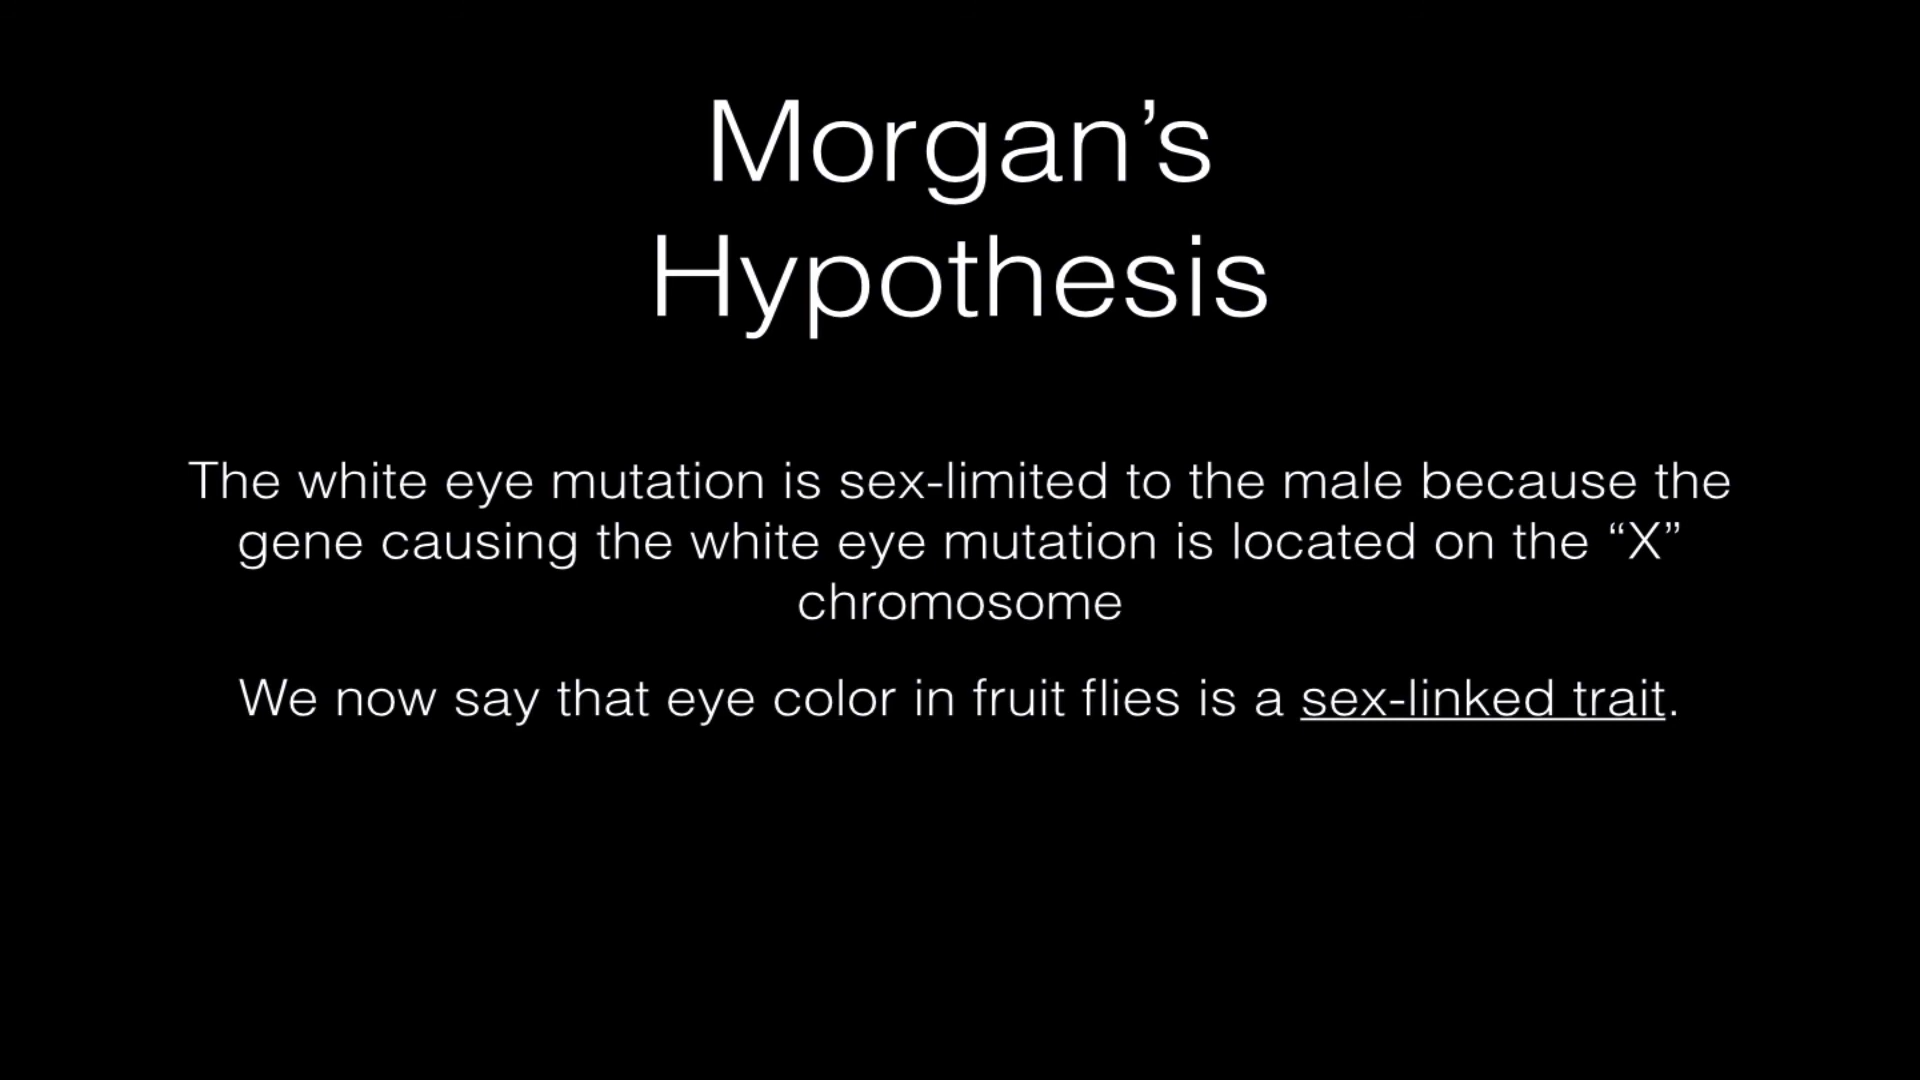 Morgan’s
Hypothesis
The white eye mutation is sex-limited to the male because the
gene causing the white eye mutation is located on the “X”
chromosome
We now say that eye color in fruit flies is a sex-linked trait.